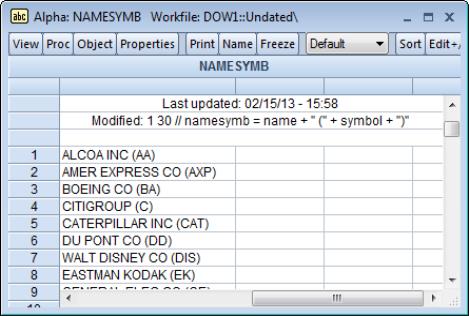 abc Alpha: NAMESYMB Workfile: DOW1::Undated\
View Proc Object Properties Print Name Freeze Default Sort Edit+/
NAMESYMB
Last updated: 02/15/13 - 15:58
Modified: 1 30 // namesymb = name + " (" + symbol + ")"
1 ALCOA INC (AA)
2 AMER EXPRESS CO (AXP)
3 BOEING CO (BA)
4 CITIGROUP (C)
5 CATERPILLAR INC (CAT)
6 DU PONT CO (DD)
7 WALT DISNEY CO (DIS)
8 EASTMAN KODAK (EK)
9